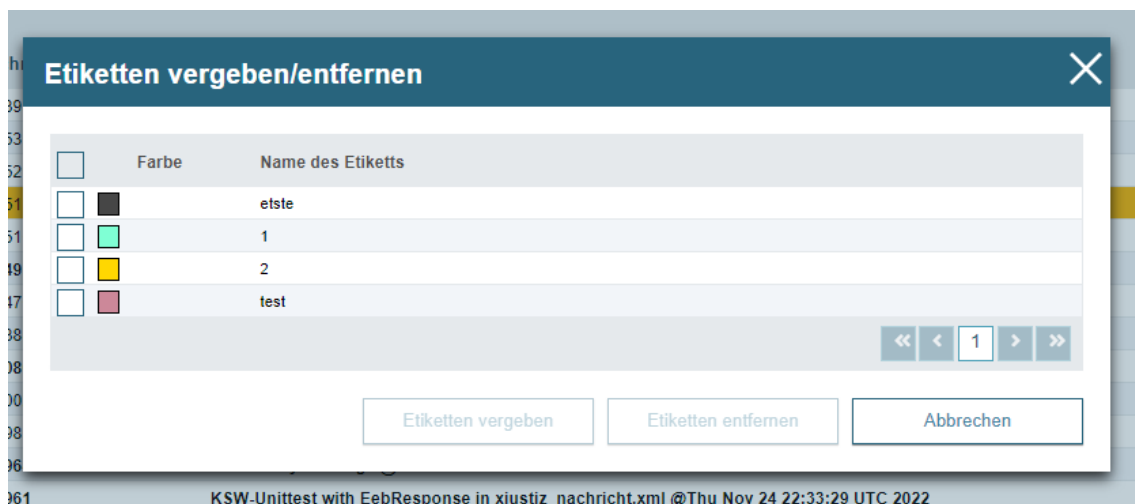 Etiketten vergeben/entfernen
Farbe Name des Etiketts
etste
1
2
test
1
Etiketten vergeben Etiketten entfernen Abbrechen
961 KSW-Unittest with EebResponse in xjustiz_nachricht.xml @Thu Nov 24 22:33:29 UTC 2022